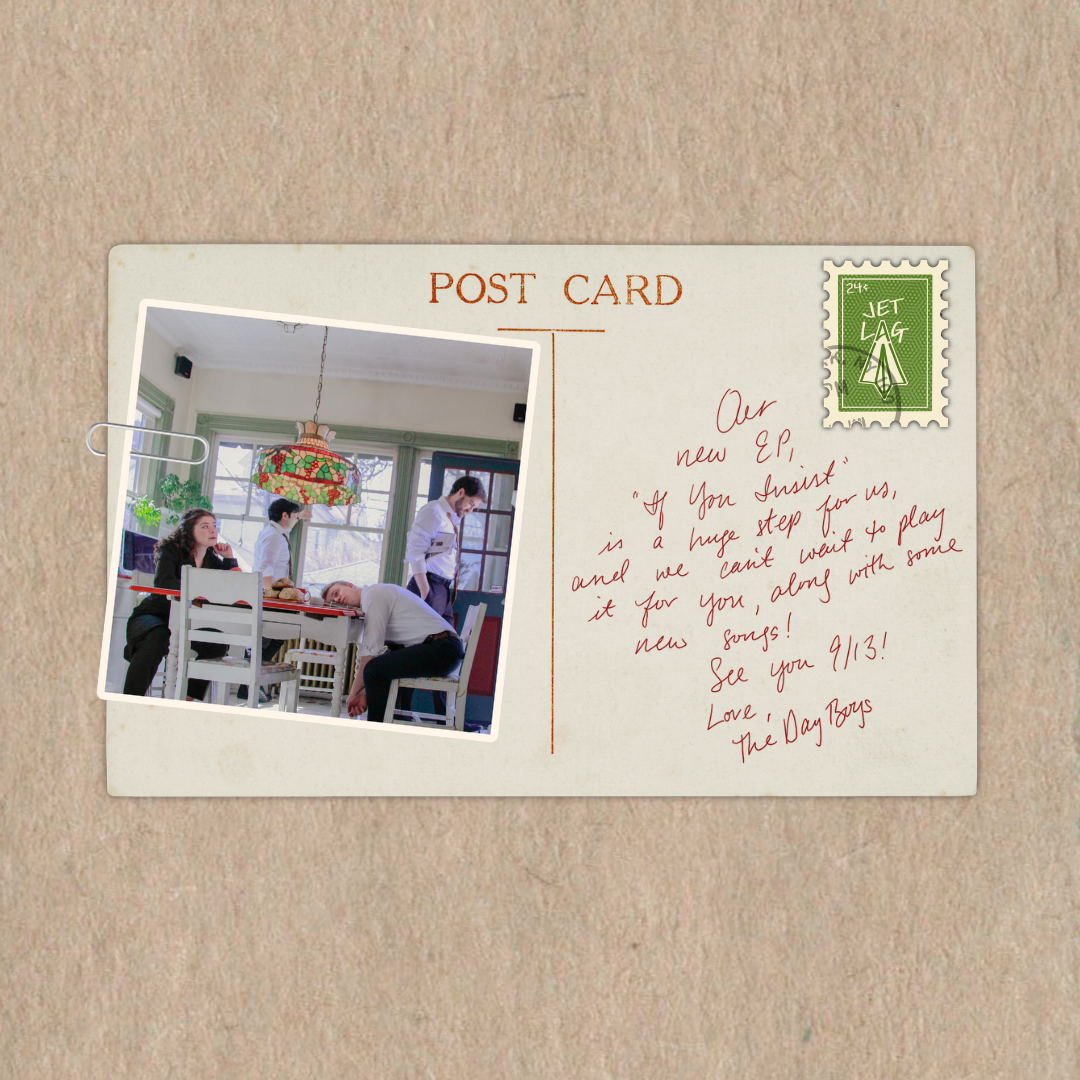 POST CARD
24¢
JET
LAG
Our
new EP,
"If You Insist"
is a huge step for us,
and we can't wait to play
it for you, along with some
new songs!
See you 9/13!
Love,
The Day Boys